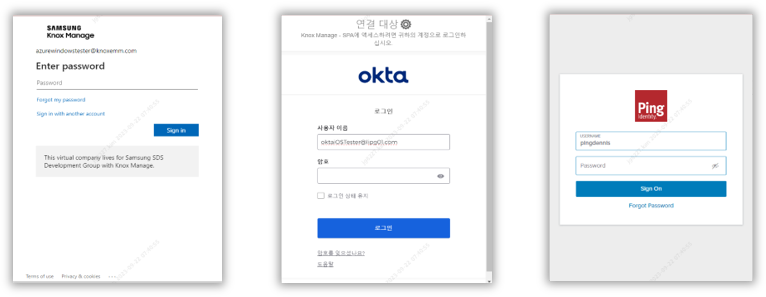 SAMSUNG
Knox Manage
azurewindowstester@knoxemm.com
Enter password
Password
Forgot my password
Sign in with another account
Sign in
This virtual company lives for Samsung SDS
Development Group with Knox Manage.
Terms of use Privacy & cookies ...
연결 대상
Knox Manage - SPA에 액세스하려면 귀하의 계정으로 로그인하
십시오
okta
로그인
사용자 이름
암호
로그인 상태 유지
로그인
암호를 잊으셨나요?
도움말
Ping
Identity
USERNAME
pingdennis
Password
Sign On
Forgot Password